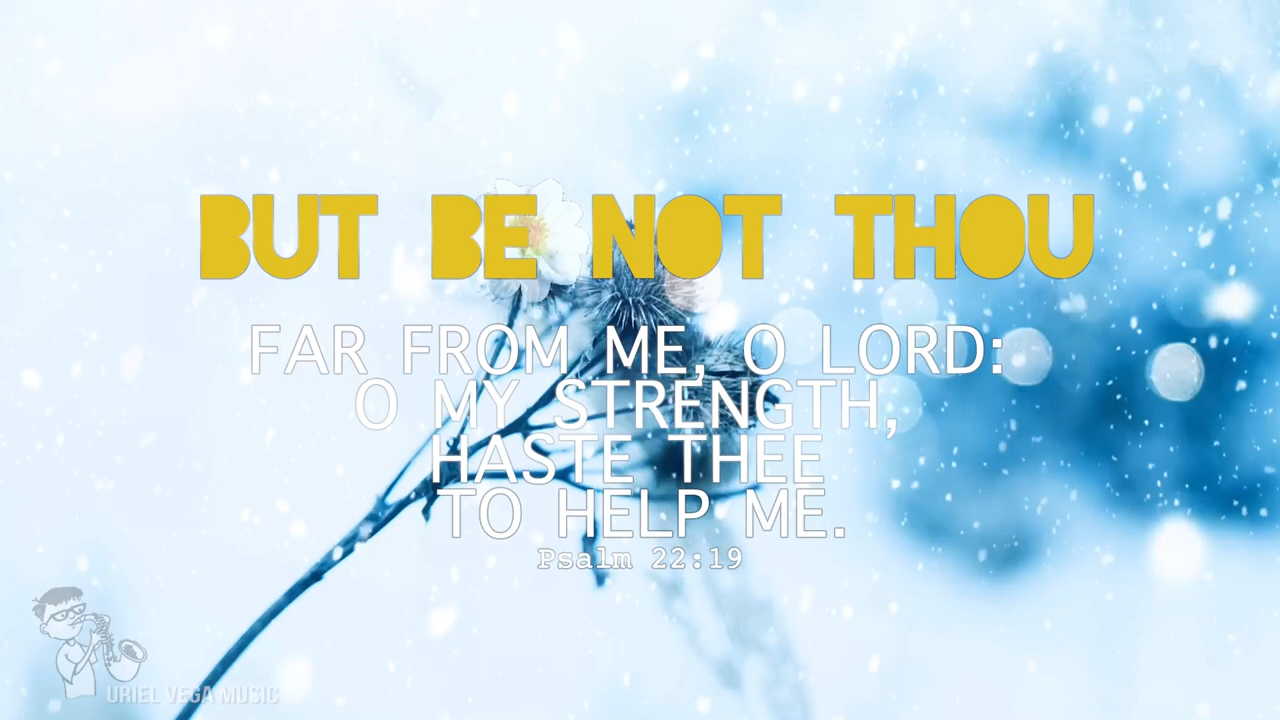 BUT BE NOT THOU
FAR FROM ME, O LORD:
O MY STRENGTH,
HASTE THEE
TO HELP ME.
Psalm 22:19
URIEL VEGA MUSIC